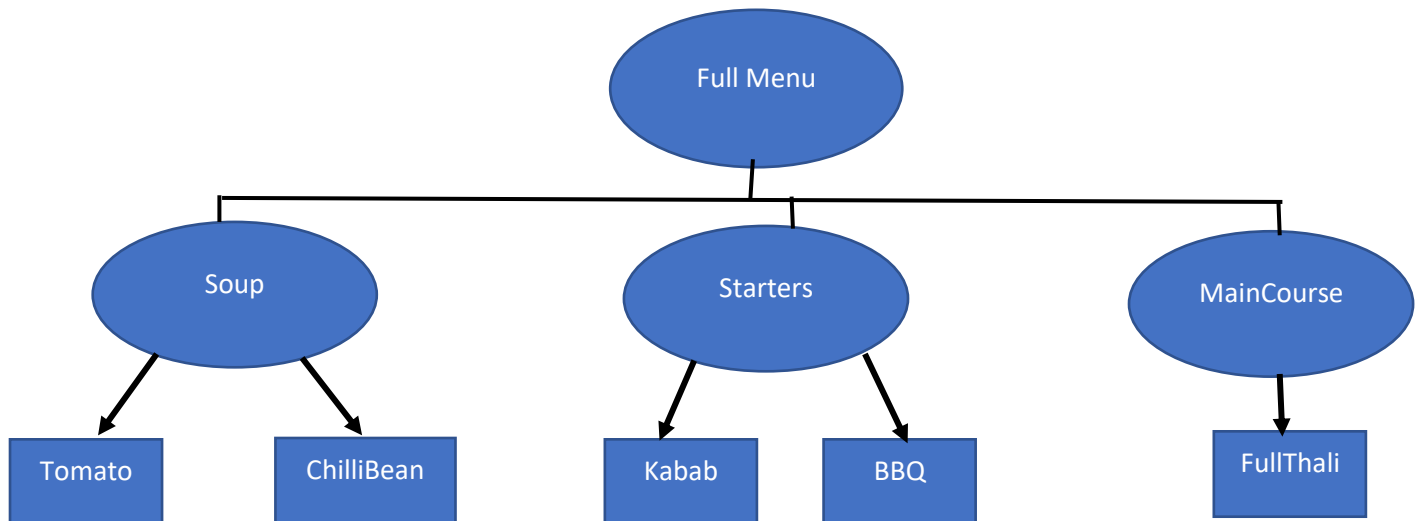 Full Menu
Soup
Starters
MainCourse
Tomato
ChilliBean
Kabab
BBQ
FullThali